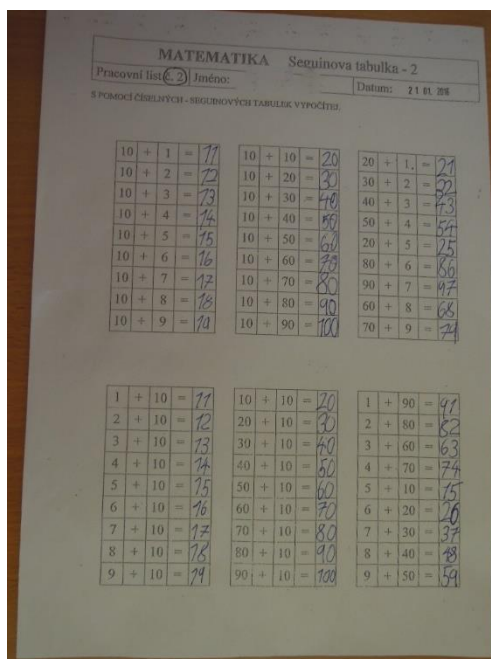 MATEMATIKA Seguinova tabulka - 2
Pracovní list č. 2 Jméno:
Datum: 21 01. 2016
S POMOCÍ ČÍSELNÝCH - SEGUINOVÝCH TABULEK VYPOČÍTEJ.
10 + 1 = 11
10 + 2 = 12
10 + 3 = 13
10 + 4 = 14
10 + 5 = 15
10 + 6 = 16
10 + 7 = 17
10 + 8 = 18
10 + 9 = 19
10 + 10 = 20
10 + 20 = 30
10 + 30 = 40
10 + 40 = 50
10 + 50 = 60
10 + 60 = 70
10 + 70 = 80
10 + 80 = 90
10 + 90 = 100
20 + 1 = 21
30 + 2 = 32
40 + 3 = 43
50 + 4 = 54
20 + 5 = 25
80 + 6 = 86
90 + 7 = 97
60 + 8 = 68
70 + 9 = 79
1 + 10 = 11
2 + 10 = 12
3 + 10 = 13
4 + 10 = 14
5 + 10 = 15
6 + 10 = 16
7 + 10 = 17
8 + 10 = 18
9 + 10 = 19
10 + 10 = 20
20 + 10 = 30
30 + 10 = 40
40 + 10 = 50
50 + 10 = 60
60 + 10 = 70
70 + 10 = 80
80 + 10 = 90
90 + 10 = 100
1 + 90 = 91
2 + 80 = 82
3 + 60 = 63
4 + 70 = 74
5 + 10 = 15
6 + 20 = 26
7 + 30 = 37
8 + 40 = 48
9 + 50 = 59